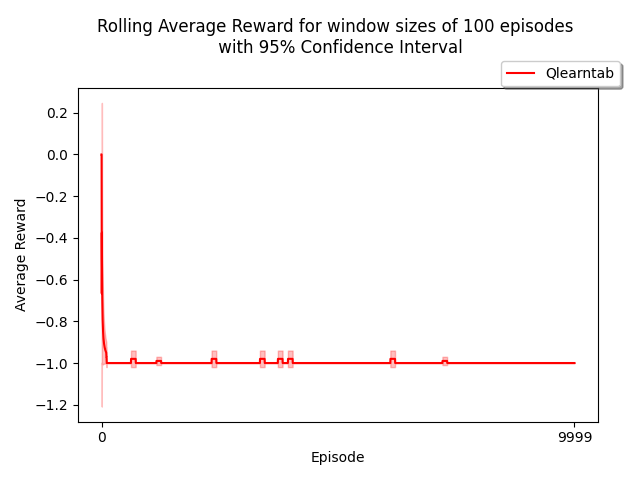 Rolling Average Reward for window sizes of 100 episodes
with 95% Confidence Interval
Qlearntab
0.2
0.0
−0.2
−0.4
−0.6
−0.8
−1.0
−1.2
Average Reward
0 9999
Episode